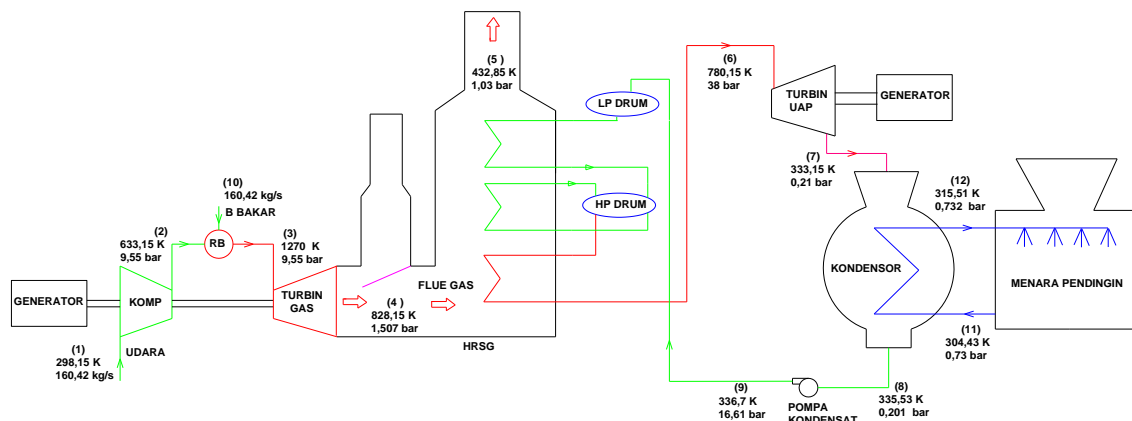 (5 )
432,85 K
1,03 bar
LP DRUM
HP DRUM
(6)
780,15 K
38 bar
TURBIN
UAP
GENERATOR
(7)
333,15 K
0,21 bar
(12)
315,51 K
0,732 bar
(10)
160,42 kg/s
B BAKAR
(2)
633,15 K
9,55 bar
RB
(3)
1270 K
9,55 bar
GENERATOR
KOMP
TURBIN
GAS
FLUE GAS
(4)
828,15 K
1,507 bar
HRSG
KONDENSOR
MENARA PENDINGIN
(1)
298,15 K
160,42 kg/s
UDARA
(11)
304,43 K
0,73 bar
(9)
336,7 K
16,61 bar
POMPA
KONDENSAT
(8)
335,53 K
0,201 bar